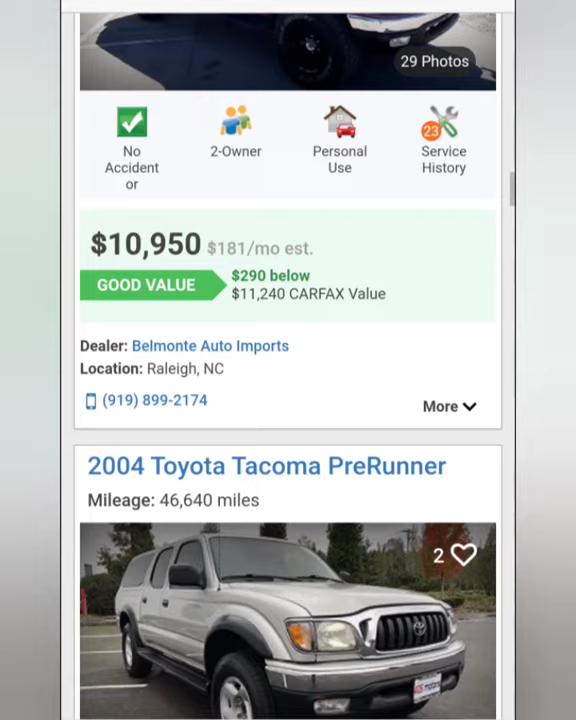 29 Photos
No
Accident
or
2-Owner
Personal
Use
23
Service
History
$10,950 $181/mo est.
GOOD VALUE
$290 below
$11,240 CARFAX Value
Dealer: Belmonte Auto Imports
Location: Raleigh, NC
(919) 899-2174
More
2004 Toyota Tacoma PreRunner
Mileage: 46,640 miles
2